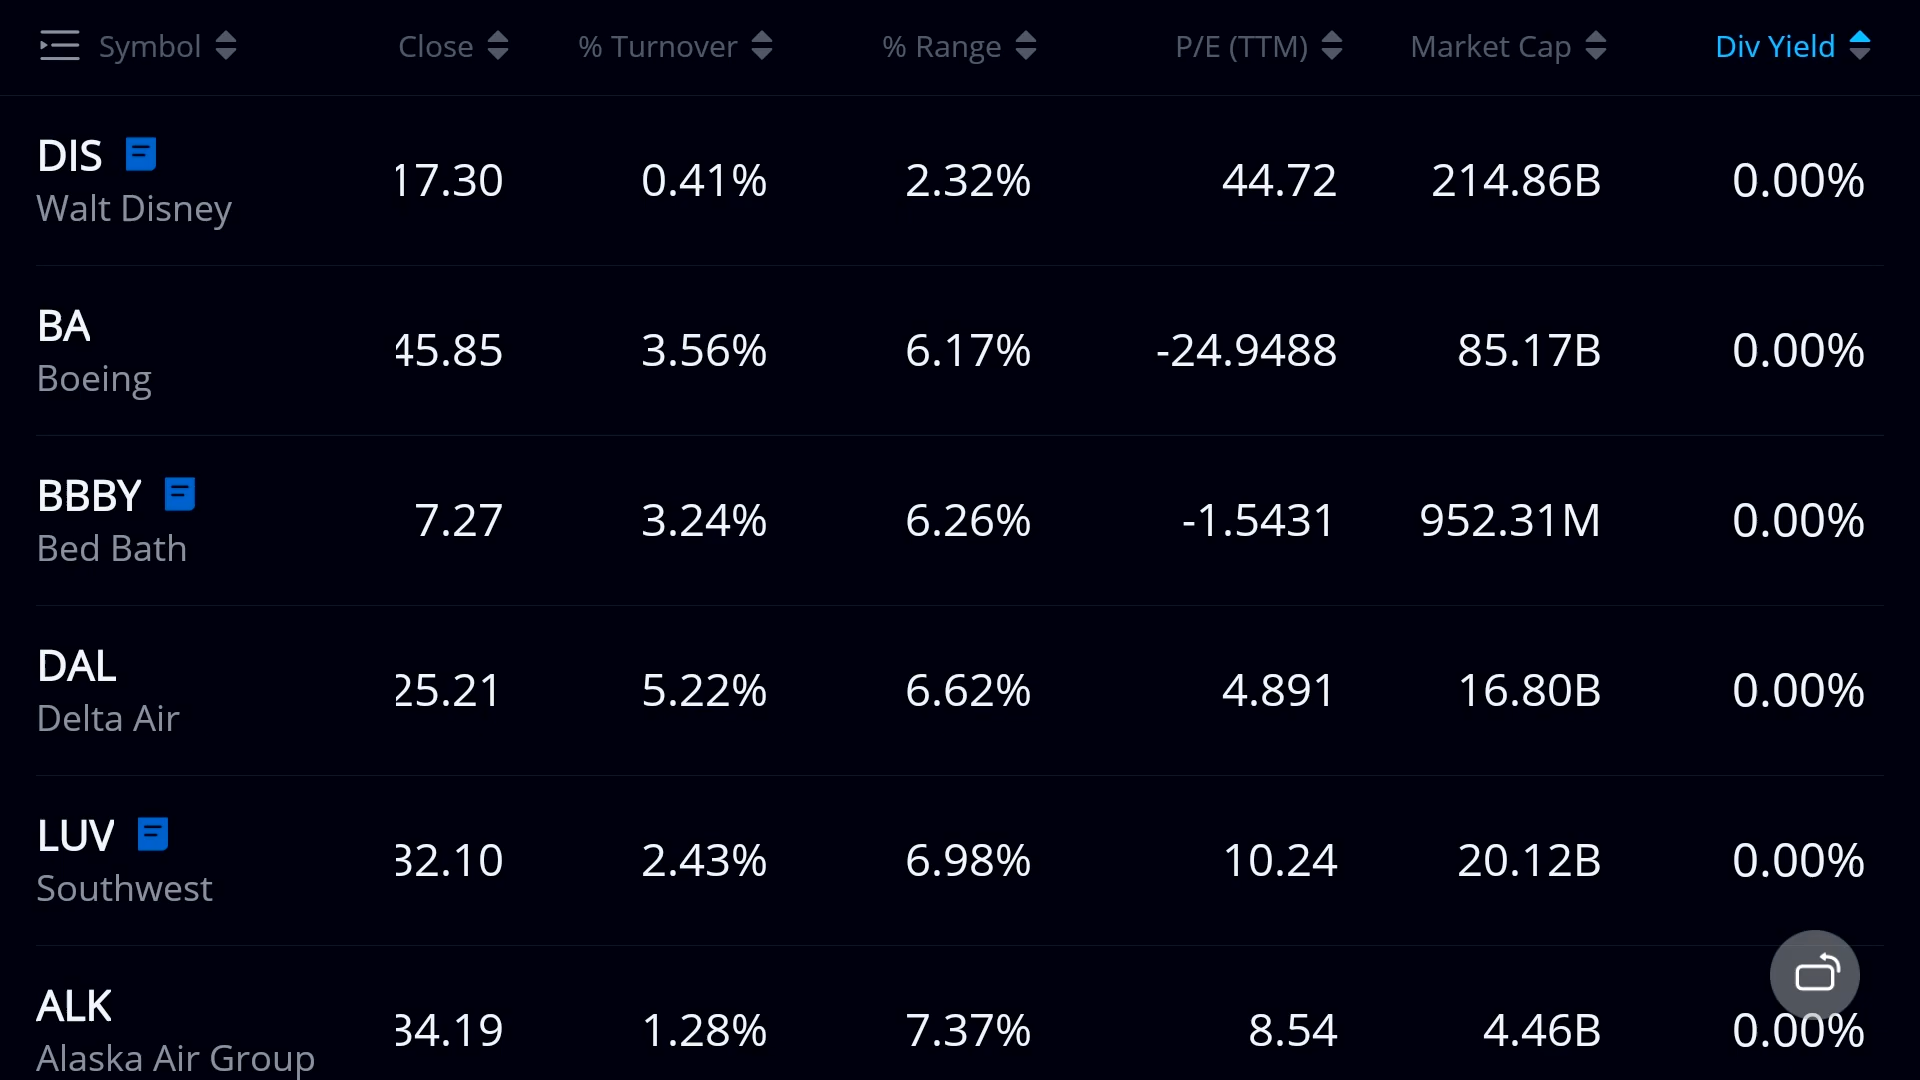 Symbol Close % Turnover % Range P/E (TTM) Market Cap Div Yield
DIS
Walt Disney
17.30 0.41% 2.32% 44.72 214.86B 0.00%
BA
Boeing
45.85 3.56% 6.17% -24.9488 85.17B 0.00%
BBBY
Bed Bath
7.27 3.24% 6.26% -1.5431 952.31M 0.00%
DAL
Delta Air
25.21 5.22% 6.62% 4.891 16.80B 0.00%
LUV
Southwest
32.10 2.43% 6.98% 10.24 20.12B 0.00%
ALK
Alaska Air Group
34.19 1.28% 7.37% 8.54 4.46B 0.00%